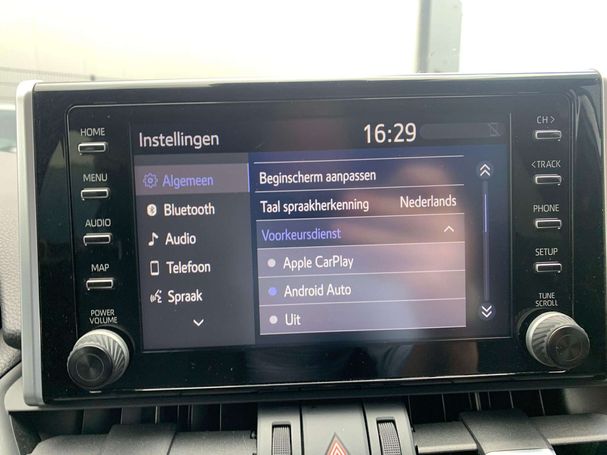 HOME
MENU
AUDIO
MAP
POWER
VOLUME
Instellingen
16:29
Algemeen
Bluetooth
Audio
Telefoon
Spraak
Beginscherm aanpassen
Taal spraakherkenning Nederlands
Voorkeursdienst
Apple CarPlay
Android Auto
Uit
CH >
< TRACK
PHONE
SETUP
TUNE
SCROLL